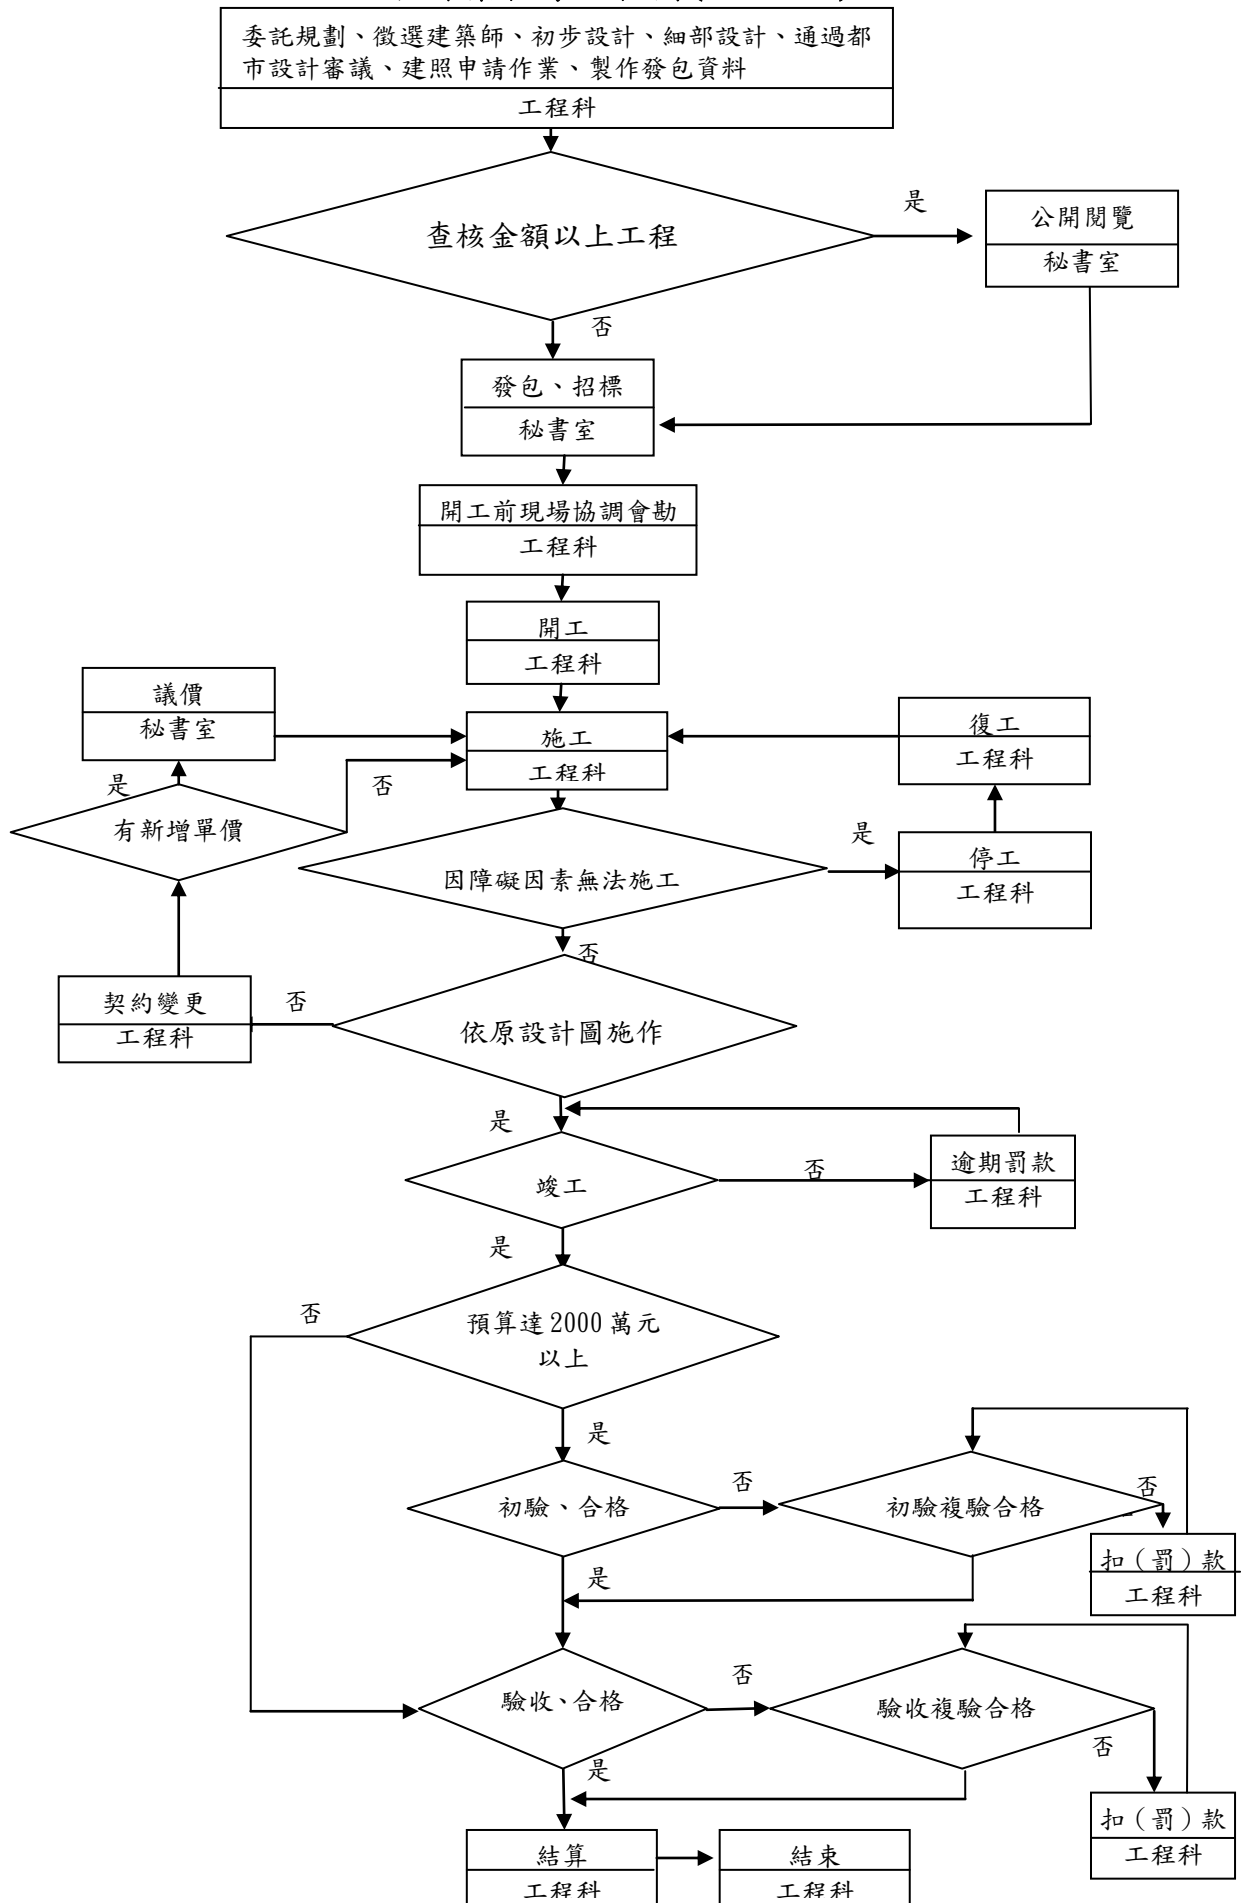 委託規劃、徵選建築師、初步設計、細部設計、通過都
市設計審議、建照申請作業、製作發包資料
工程科
查核金額以上工程
是
公開閱覽
秘書室
否
發包、招標
秘書室
開工前現場協調會勘
工程科
開工
工程科
議價
秘書室
施工
工程科
復工
工程科
是
否
有新增單價
因障礙因素無法施工
是
停工
工程科
否
契約變更
工程科
否
依原設計圖施作
是
竣工
否
逾期罰款
工程科
是
否
預算達2000萬元
以上
是
初驗、合格
否
初驗複驗合格
否
扣(罰)款
工程科
是
驗收、合格
否
驗收複驗合格
否
扣(罰)款
工程科
是
結算
工程科
結束
工程科